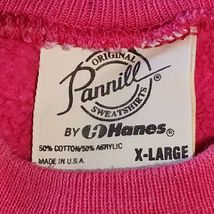 ORIGINAL
Pannill
SWEATSHIRTS
BY Hanes®
50% COTTON/50% ACRYLIC
MADE IN U.S.A.
X-LARGE